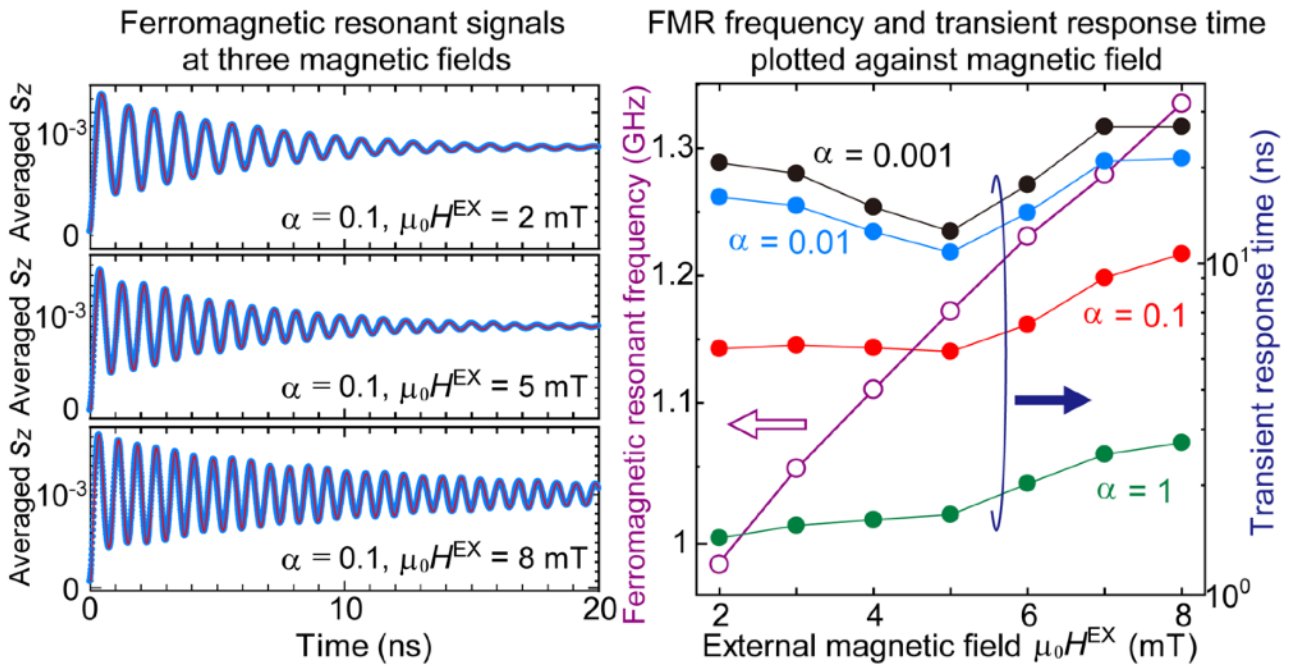 Ferromagnetic resonant signals
at three magnetic fields
Averaged sz
10⁻³
0
α = 0.1, μ₀Hᴱˣ = 2 mT
Averaged sz
10⁻³
0
α = 0.1, μ₀Hᴱˣ = 5 mT
Averaged sz
10⁻³
0
α = 0.1, μ₀Hᴱˣ = 8 mT
0 10 20
Time (ns)
FMR frequency and transient response time
plotted against magnetic field
Ferromagnetic resonant frequency (GHz)
1.3
1.2
1.11
1
α = 0.001
α = 0.01
α = 0.1
α = 1
10¹
10⁰
Transient response time (ns)
2 3 4 5 6 7 8
External magnetic field μ₀Hᴱˣ (mT)